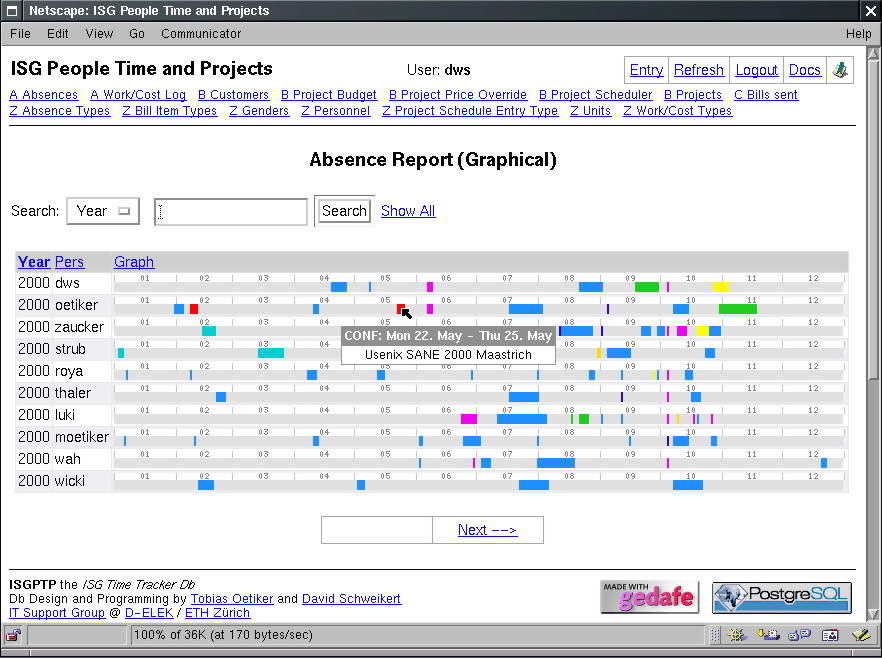 Netscape: ISG People Time and Projects
File Edit View Go Communicator Help
ISG People Time and Projects User: dws Entry Refresh Logout Docs
A Absences A Work/Cost Log B Customers B Project Budget B Project Price Override B Project Scheduler B Projects C Bills sent
Z Absence Types Z Bill Item Types Z Genders Z Personnel Z Project Schedule Entry Type Z Units Z Work/Cost Types
Absence Report (Graphical)
Search: Year Search Show All
Year Pers Graph
2000 dws 01 02 03 04 05 06 07 08 09 10 11 12
2000 oetiker 01 02 03 04 05 06 07 08 09 10 11 12
2000 zaucker 01 02 03 04 05 06 07 08 09 10 11 12
CONF: Mon 22. May - Thu 25. May
Usenix SANE 2000 Maastrich
2000 strub 01 02 03 04 08 09 10 11 12
2000 roya 01 02 03 04 05 06 07 08 09 10 11 12
2000 thaler 01 02 03 04 05 06 07 08 09 10 11 12
2000 luki 01 02 03 04 05 06 07 08 09 10 11 12
2000 moetiker 01 02 03 04 05 06 07 08 09 10 11 12
2000 wah 01 02 03 04 05 06 07 08 09 10 11 12
2000 wicki 01 02 03 04 05 06 07 08 09 10 11 12
Next -->
ISGPTP the ISG Time Tracker Db
Db Design and Programming by Tobias Oetiker and David Schweikert
IT Support Group @ D-ELEK / ETH Zürich
MADE WITH
gedafe
PostgreSQL
100% of 36K (at 170 bytes/sec)